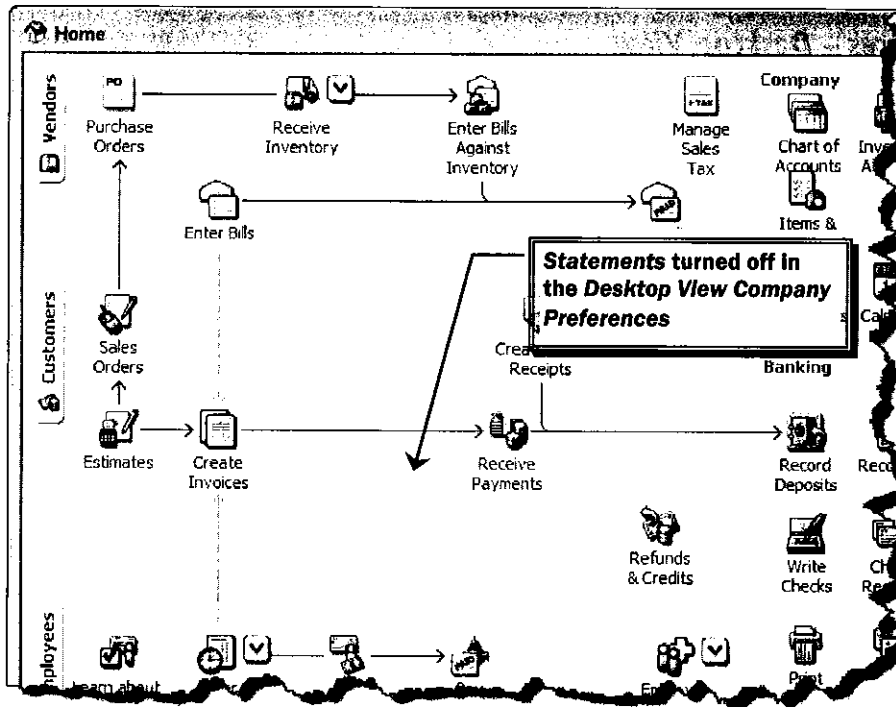 Home
Vendors
PO
Purchase
Orders
Receive
Inventory
Enter Bills
Against
Inventory
Manage
Sales
Tax
Company
Chart of
Accounts
Enter Bills
PAID
Items &
Statements turned off in
the Desktop View Company
Preferences
Customers
Sales
Orders
Receipts
Banking
Estimates
Create
Invoices
Receive
Payments
Record
Deposits
Refunds
& Credits
Write
Checks
Print